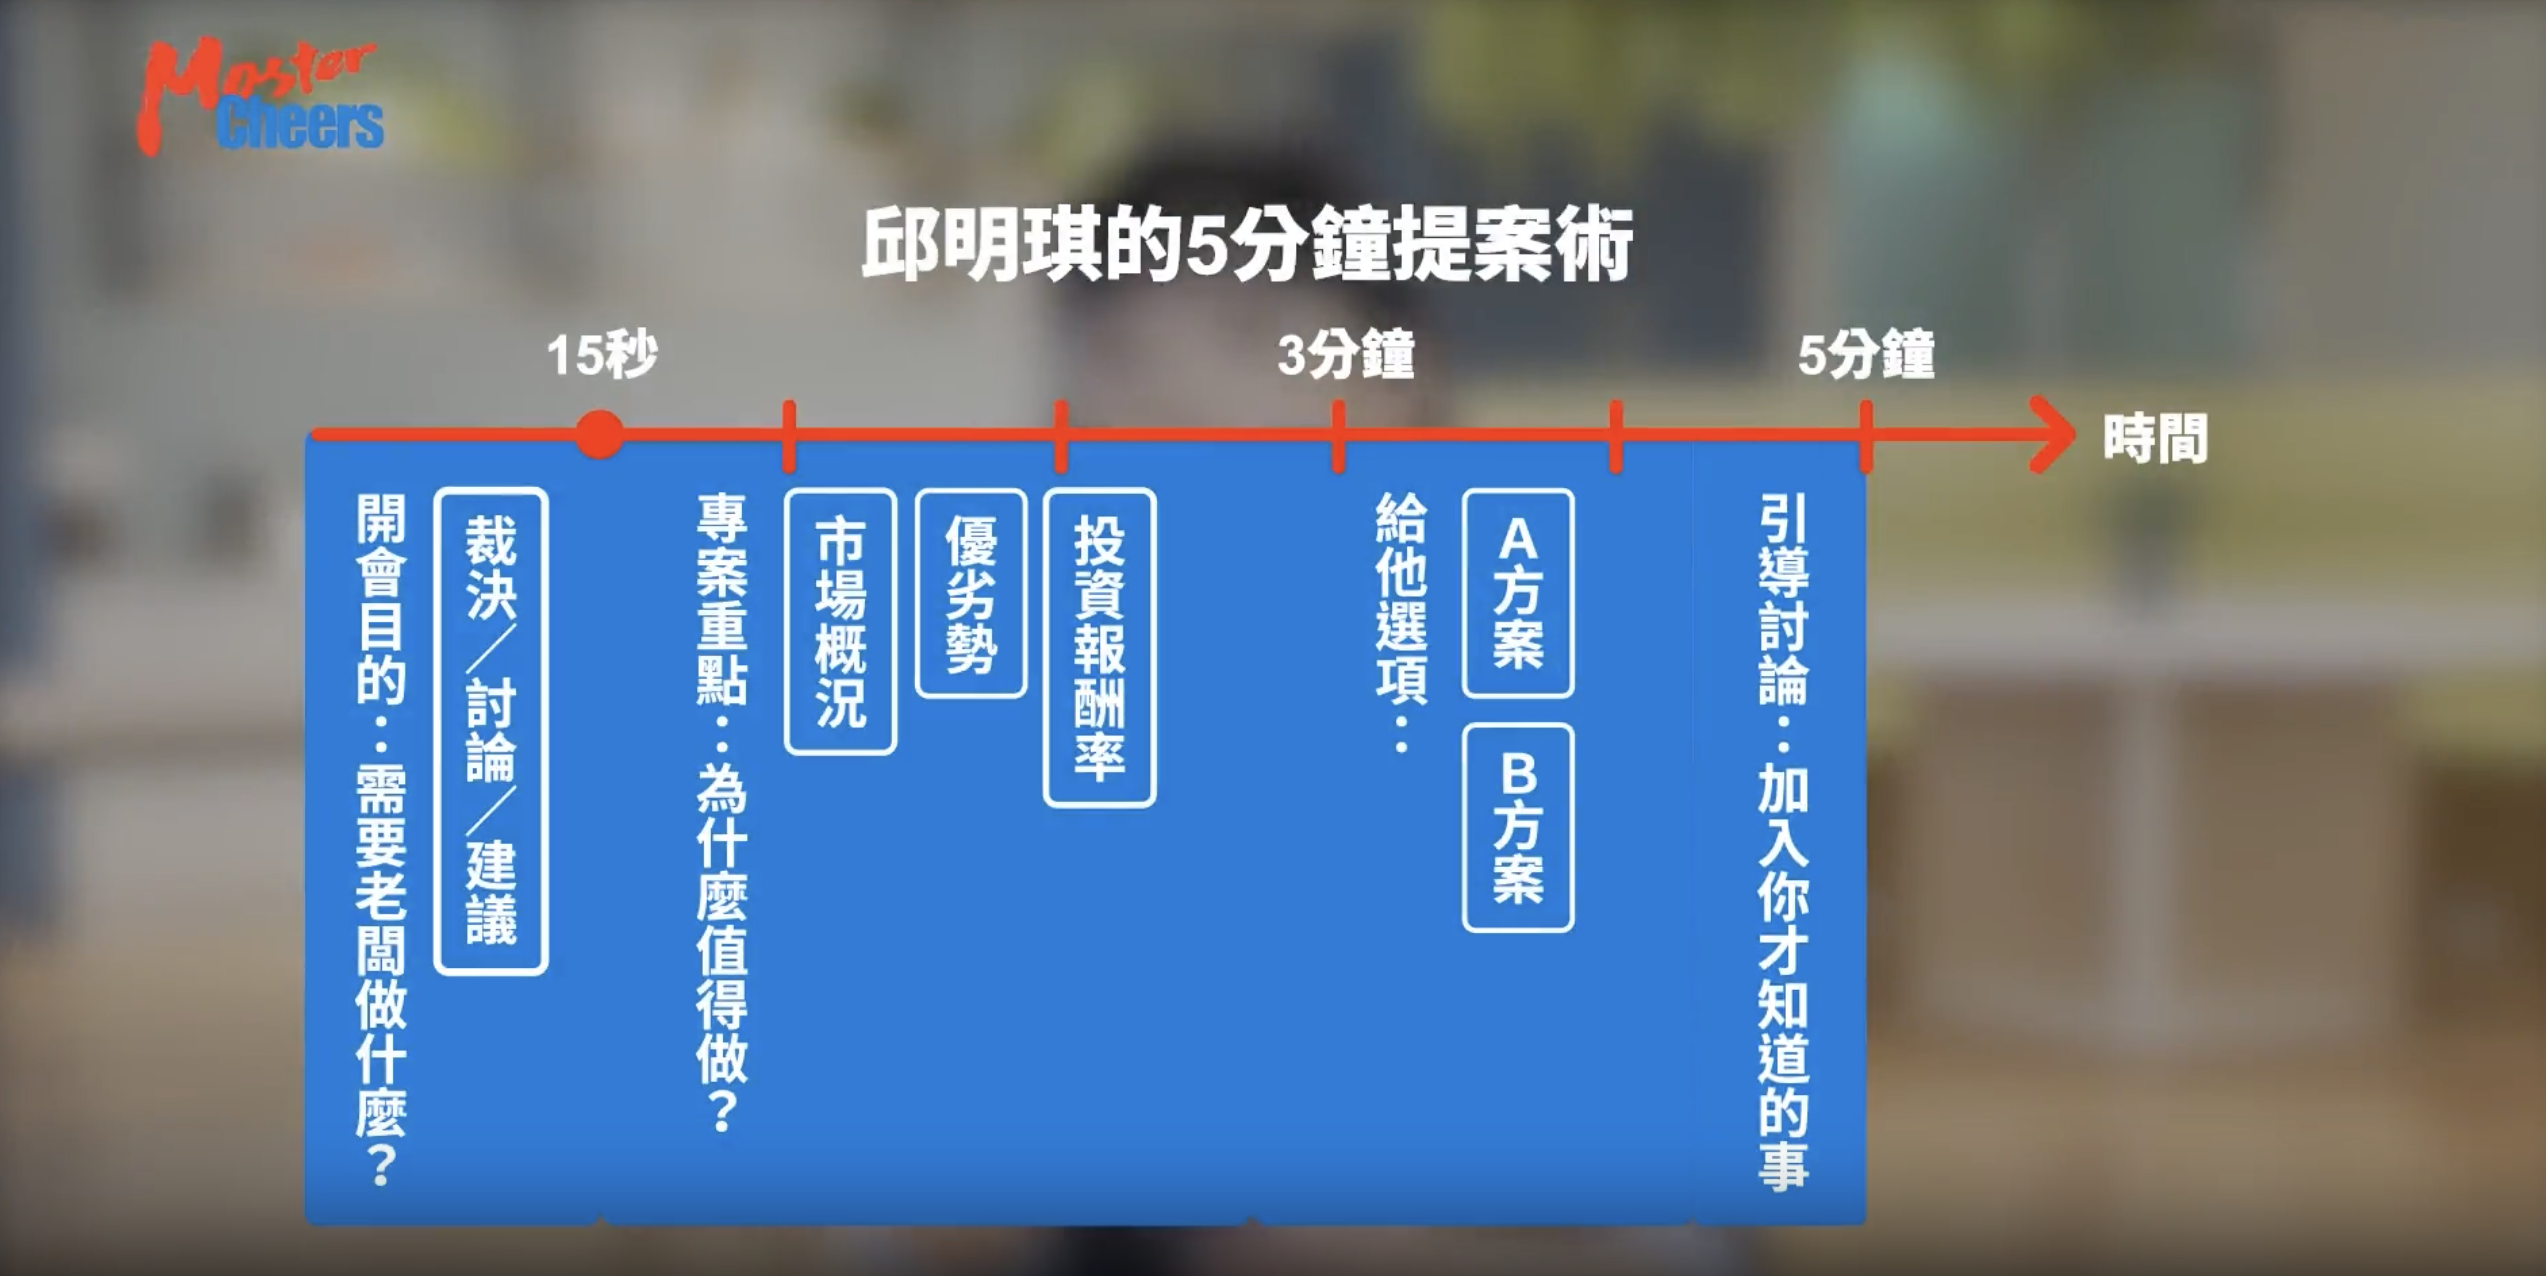 Master
Cheers
邱明琪的5分鐘提案術
15秒
3分鐘
5分鐘
時間
開會目的：需要老闆做什麼？
裁決／討論／建議
專案重點：為什麼值得做？
市場概況
優劣勢
投資報酬率
給他選項：
A方案
B方案
引導討論：加入你才知道的事